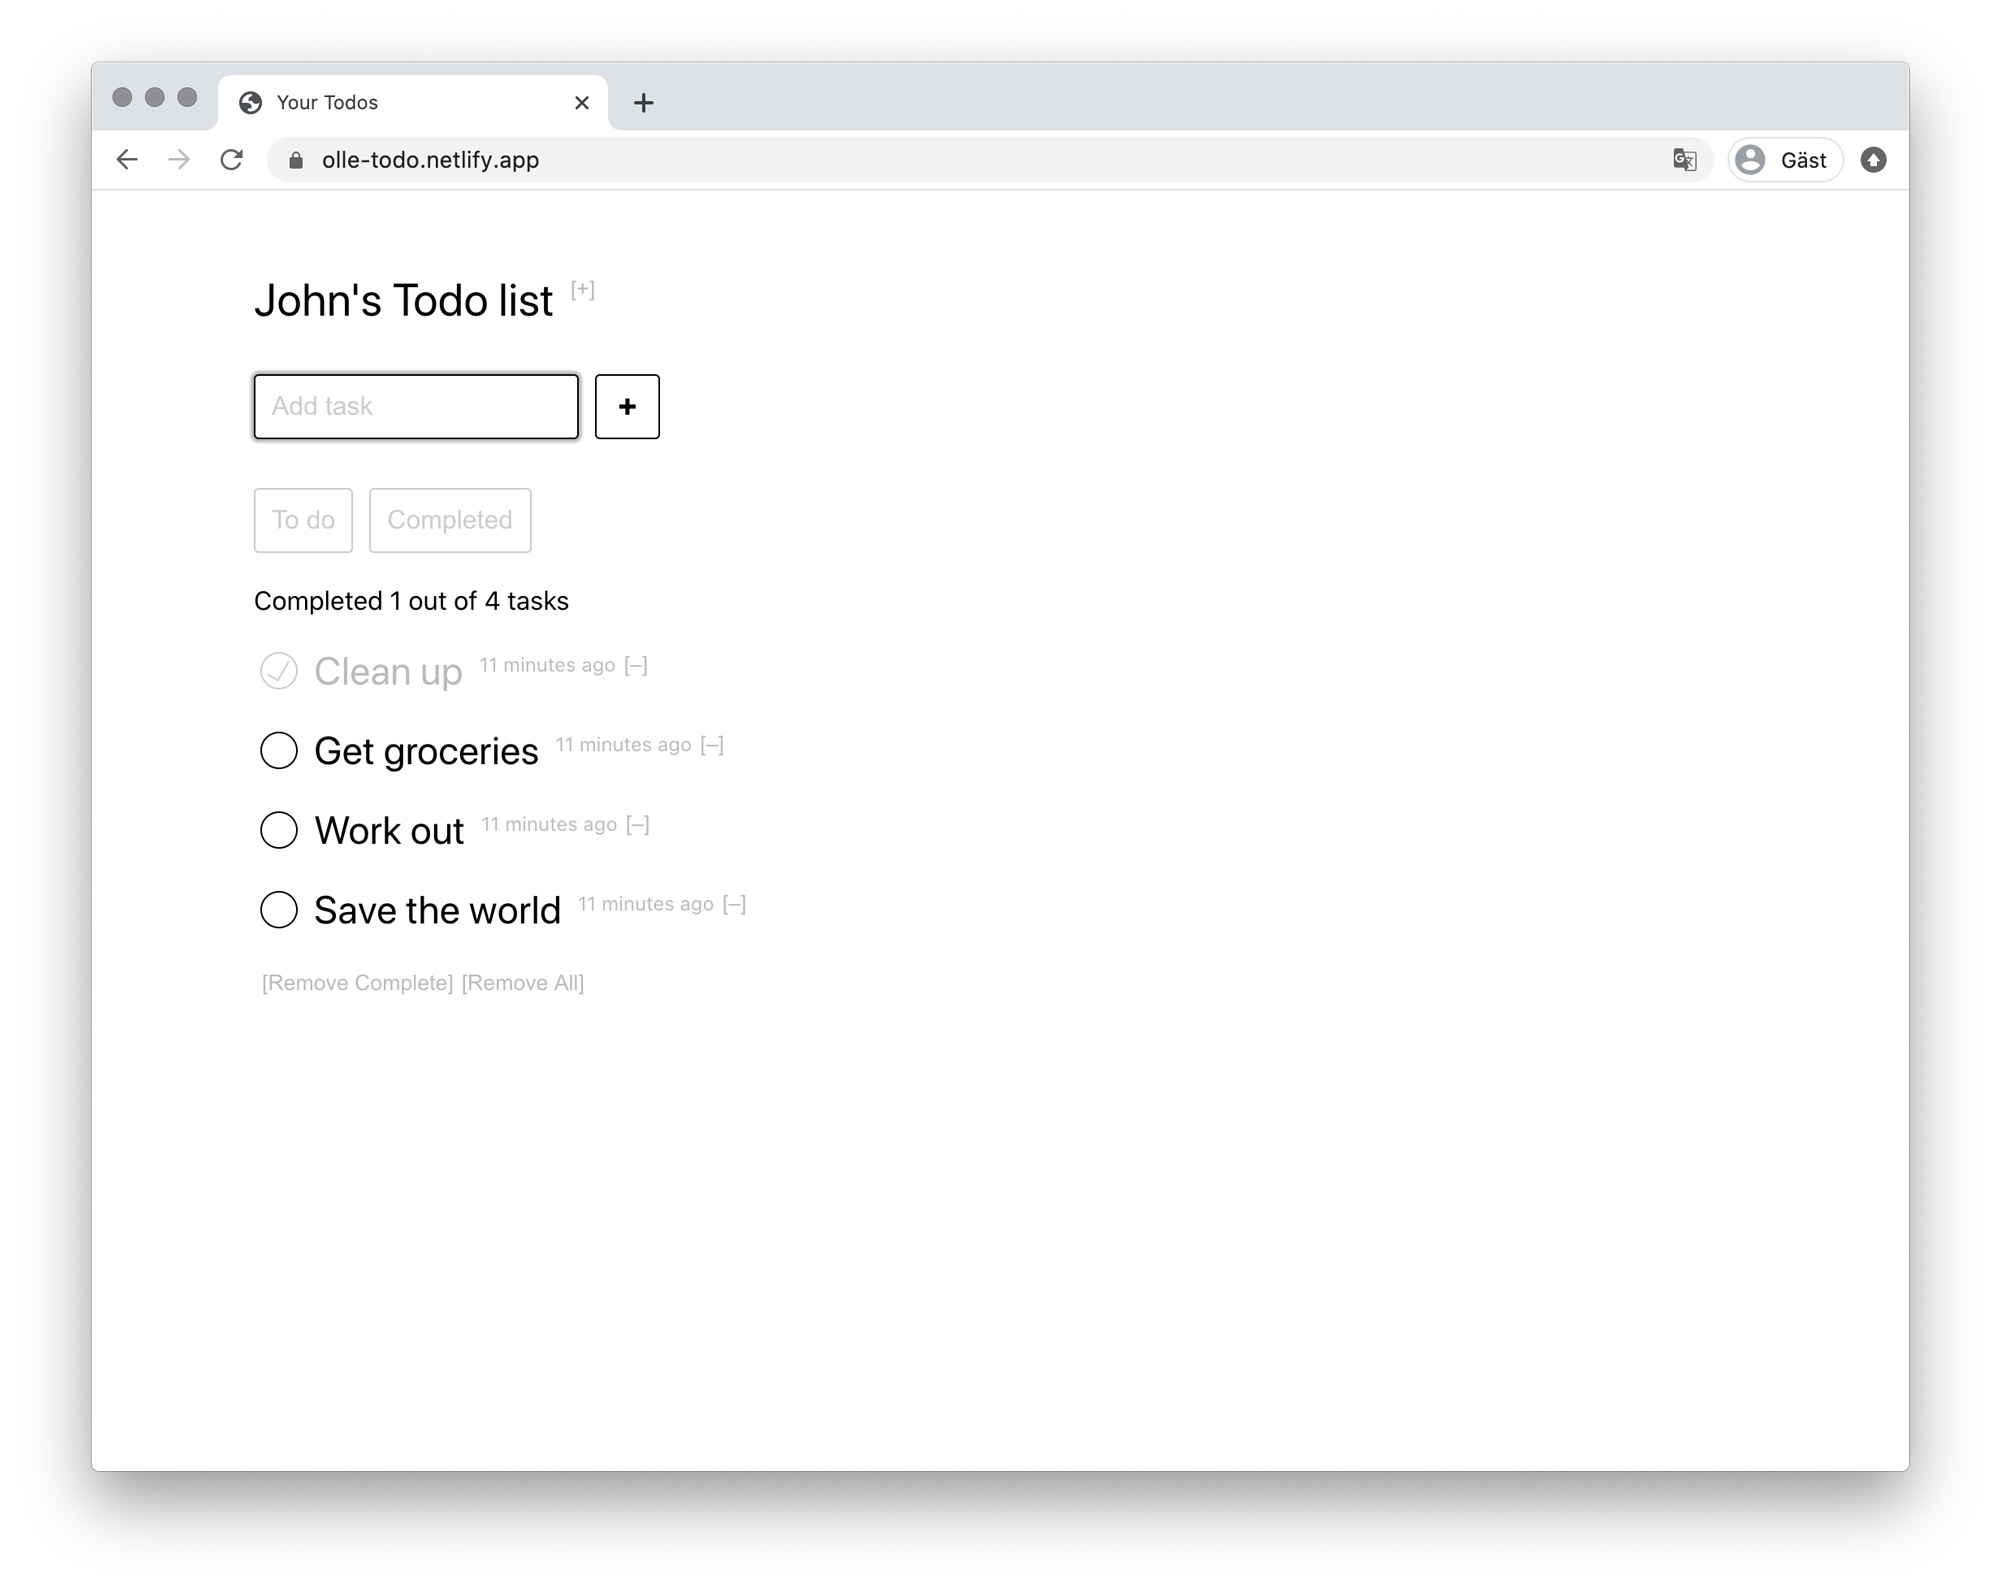 Your Todos
olle-todo.netlify.app
Gäst
John's Todo list [+]
Add task +
To do Completed
Completed 1 out of 4 tasks
Clean up 11 minutes ago [–]
Get groceries 11 minutes ago [–]
Work out 11 minutes ago [–]
Save the world 11 minutes ago [–]
[Remove Complete] [Remove All]